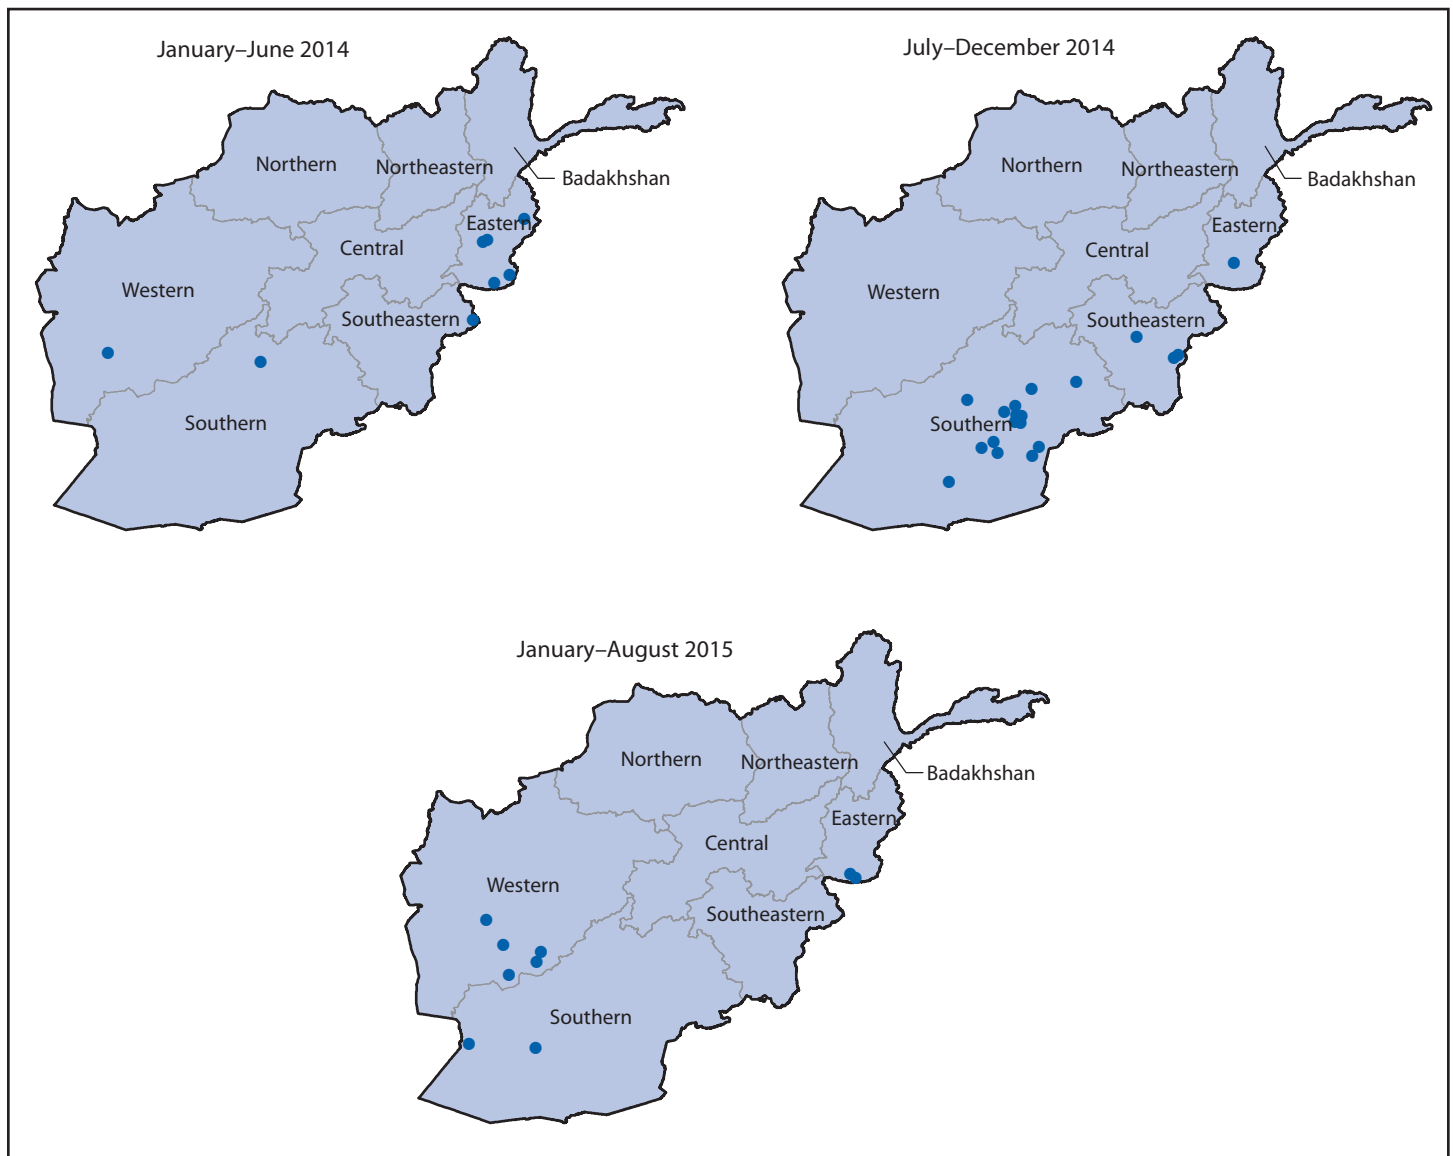 January–June 2014
Northern
Northeastern
Badakhshan
Eastern
Central
Western
Southeastern
Southern
July–December 2014
Northern
Northeastern
Badakhshan
Eastern
Central
Western
Southeastern
Southern
January–August 2015
Northern
Northeastern
Badakhshan
Eastern
Central
Western
Southeastern
Southern